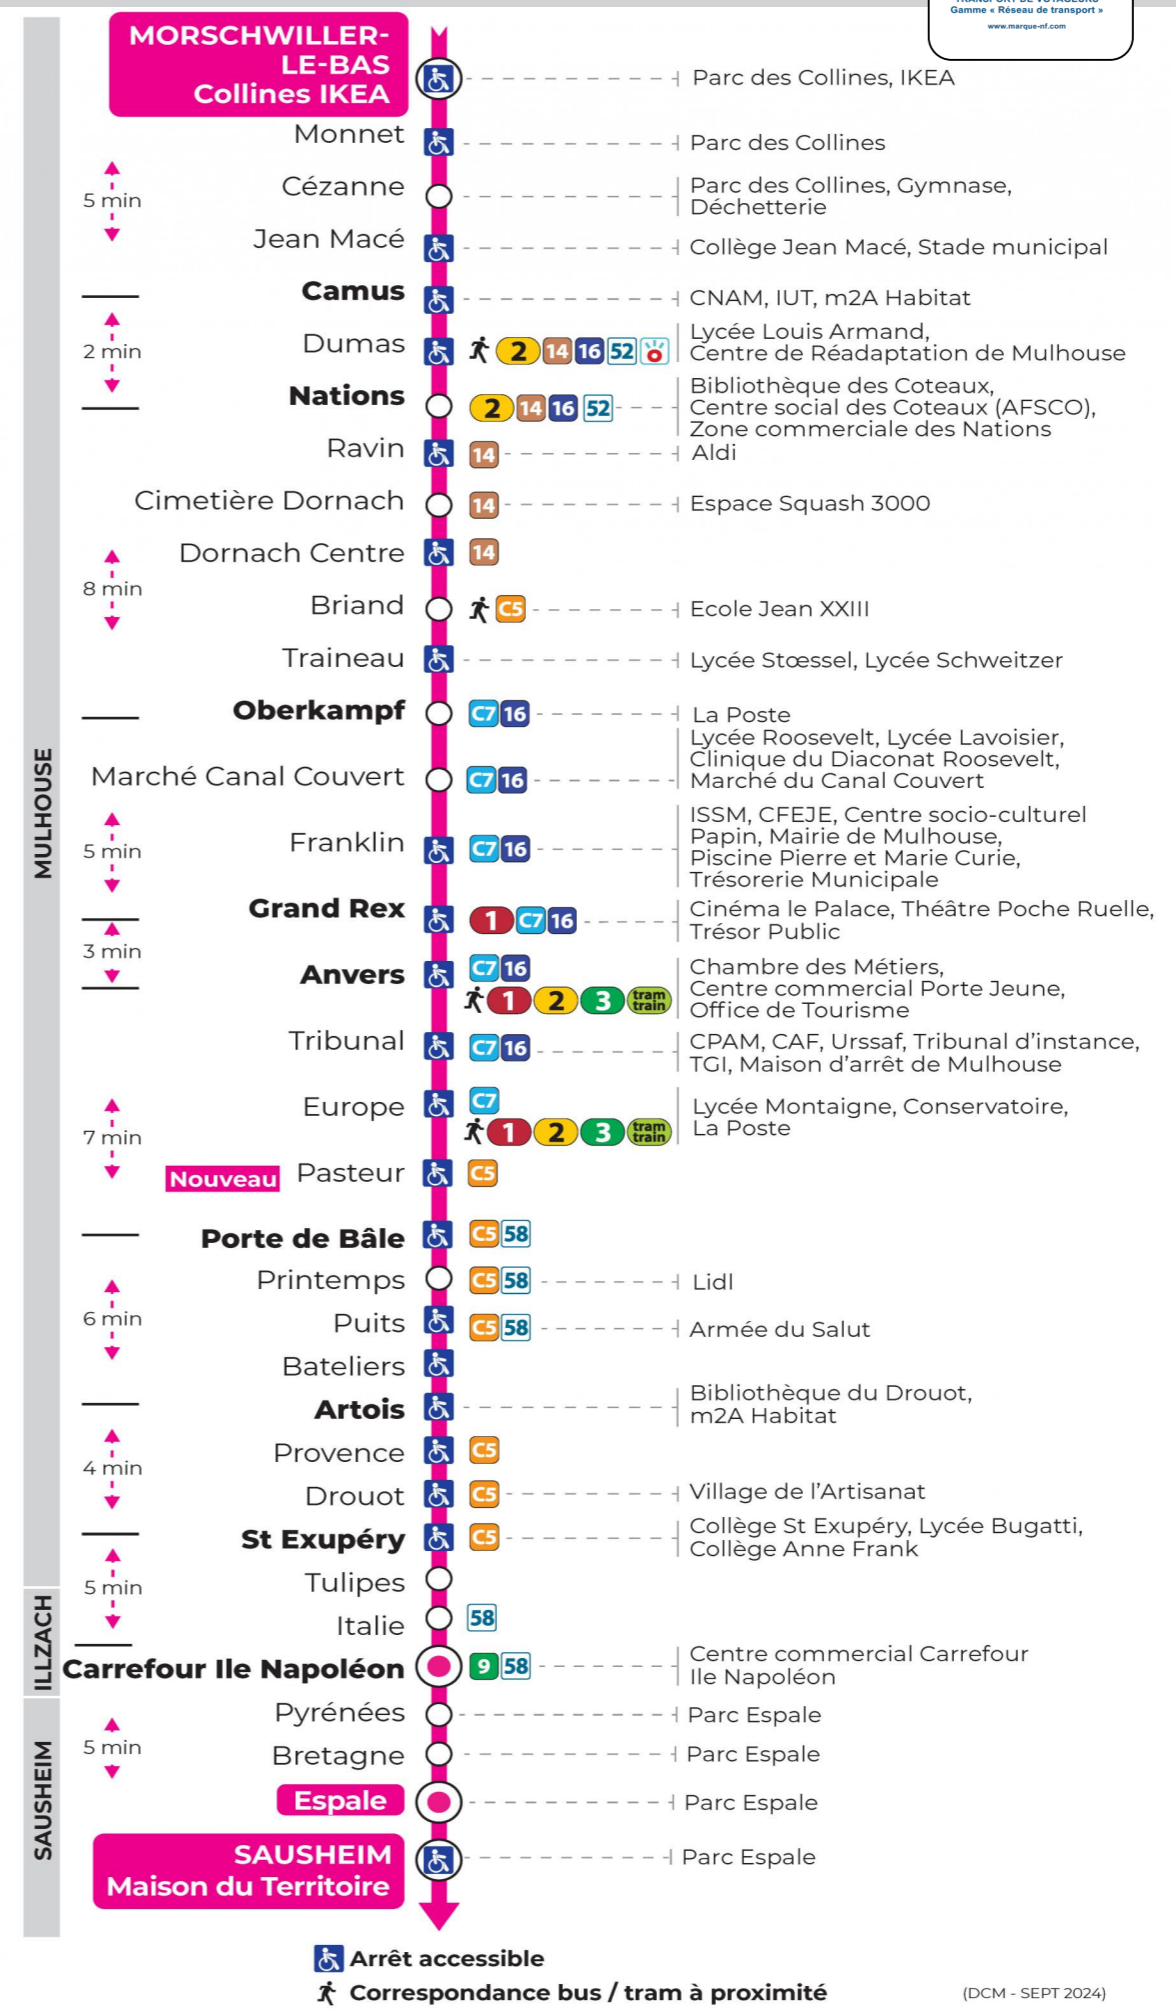 Gamme « Réseau de transport »
www.marque-nf.com
MORSCHWILLER-
LE-BAS
Collines IKEA
Parc des Collines, IKEA
Monnet
Parc des Collines
5 min
Cézanne
Parc des Collines, Gymnase,
Déchetterie
Jean Macé
Collège Jean Macé, Stade municipal
Camus
CNAM, IUT, m2A Habitat
2 min
Dumas
2 14 16 52
Lycée Louis Armand,
Centre de Réadaptation de Mulhouse
Nations
2 14 16 52
Bibliothèque des Coteaux,
Centre social des Coteaux (AFSCO),
Zone commerciale des Nations
Ravin
14
Aldi
Cimetière Dornach
14
Espace Squash 3000
Dornach Centre
14
8 min
Briand
C5
Ecole Jean XXIII
Traineau
Lycée Stœssel, Lycée Schweitzer
Oberkampf
C7 16
La Poste
MULHOUSE
Marché Canal Couvert
C7 16
Lycée Roosevelt, Lycée Lavoisier,
Clinique du Diaconat Roosevelt,
Marché du Canal Couvert
5 min
Franklin
C7 16
ISSM, CFEJE, Centre socio-culturel
Papin, Mairie de Mulhouse,
Piscine Pierre et Marie Curie,
Trésorerie Municipale
Grand Rex
1 C7 16
Cinéma le Palace, Théâtre Poche Ruelle,
Trésor Public
3 min
Anvers
C7 16
1 2 3 tram train
Chambre des Métiers,
Centre commercial Porte Jeune,
Office de Tourisme
Tribunal
C7 16
CPAM, CAF, Urssaf, Tribunal d'instance,
TGI, Maison d'arrêt de Mulhouse
7 min
Europe
C7
1 2 3 tram train
Lycée Montaigne, Conservatoire,
La Poste
Nouveau Pasteur
C5
Porte de Bâle
C5 58
Printemps
C5 58
Lidl
6 min
Puits
C5 58
Armée du Salut
Bateliers
Artois
Bibliothèque du Drouot,
m2A Habitat
Provence
C5
4 min
Drouot
C5
Village de l'Artisanat
St Exupéry
C5
Collège St Exupéry, Lycée Bugatti,
Collège Anne Frank
5 min
Tulipes
ILLZACH
Italie
58
Carrefour Ile Napoléon
9 58
Centre commercial Carrefour
Ile Napoléon
Pyrénées
Parc Espale
5 min
Bretagne
Parc Espale
SAUSHEIM
Espale
Parc Espale
SAUSHEIM
Maison du Territoire
Parc Espale
Arrêt accessible
Correspondance bus / tram à proximité
(DCM - SEPT 2024)